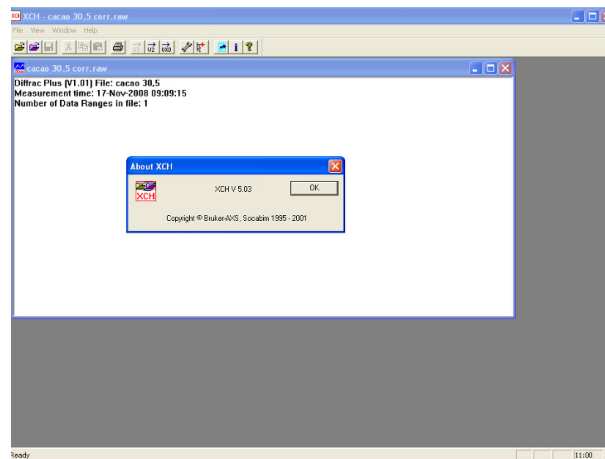 XCH - cacao 30,5 corr.raw
File View Window Help
cacao 30,5 corr.raw
Diffrac Plus (V1.01) File: cacao 30,5
Measurement time: 17-Nov-2008 09:09:15
Number of Data Ranges in file: 1
About XCH
XCH
XCH V 5.03
OK
Copyright © Bruker-AXS, Socabim 1995 - 2001
Ready
11:00